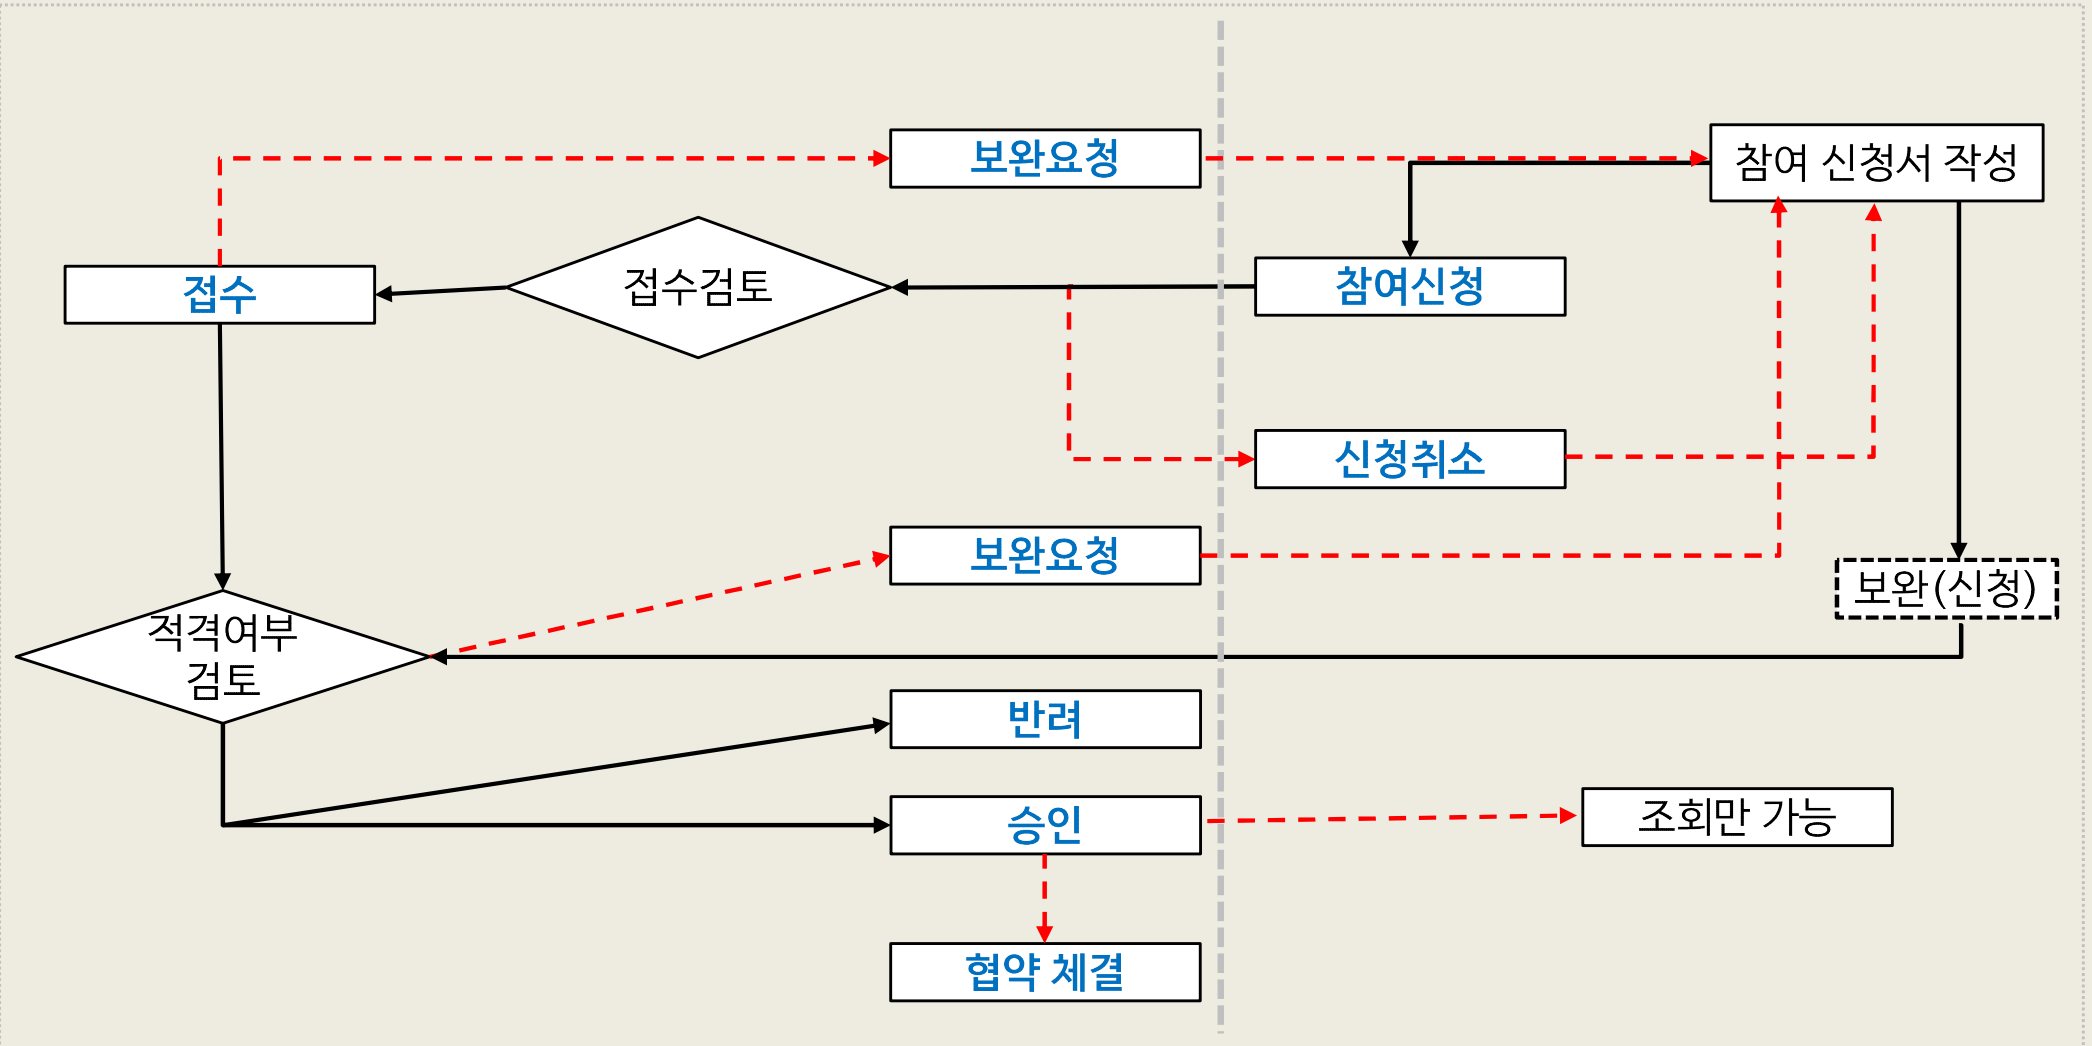 보완요청
참여 신청서 작성
접수
접수검토
참여신청
신청취소
보완요청
보완(신청)
적격여부
검토
반려
승인
조회만 가능
협약 체결